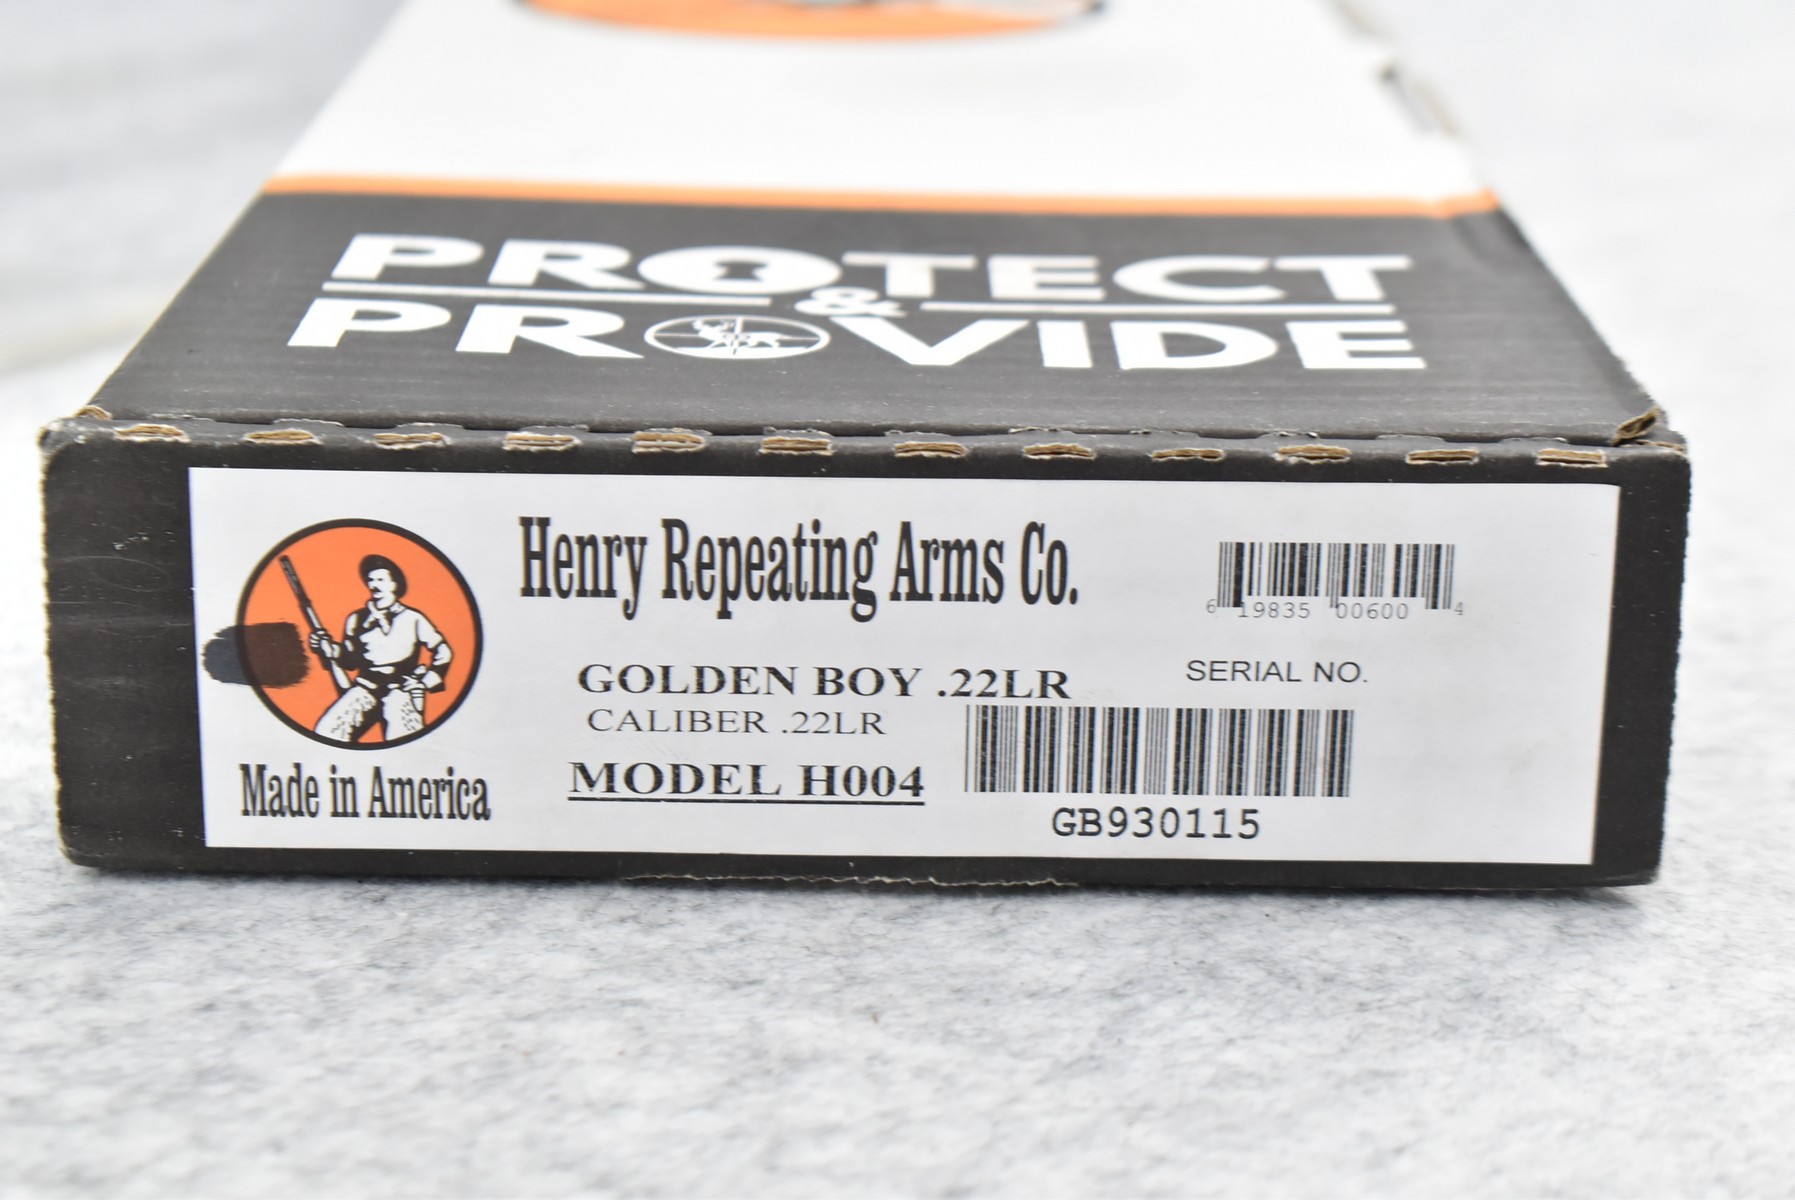 PROTECT
&
PROVIDE
Henry Repeating Arms Co.
6 19835 00600 4
GOLDEN BOY .22LR
SERIAL NO.
CALIBER .22LR
MODEL H004
GB930115
Made in America